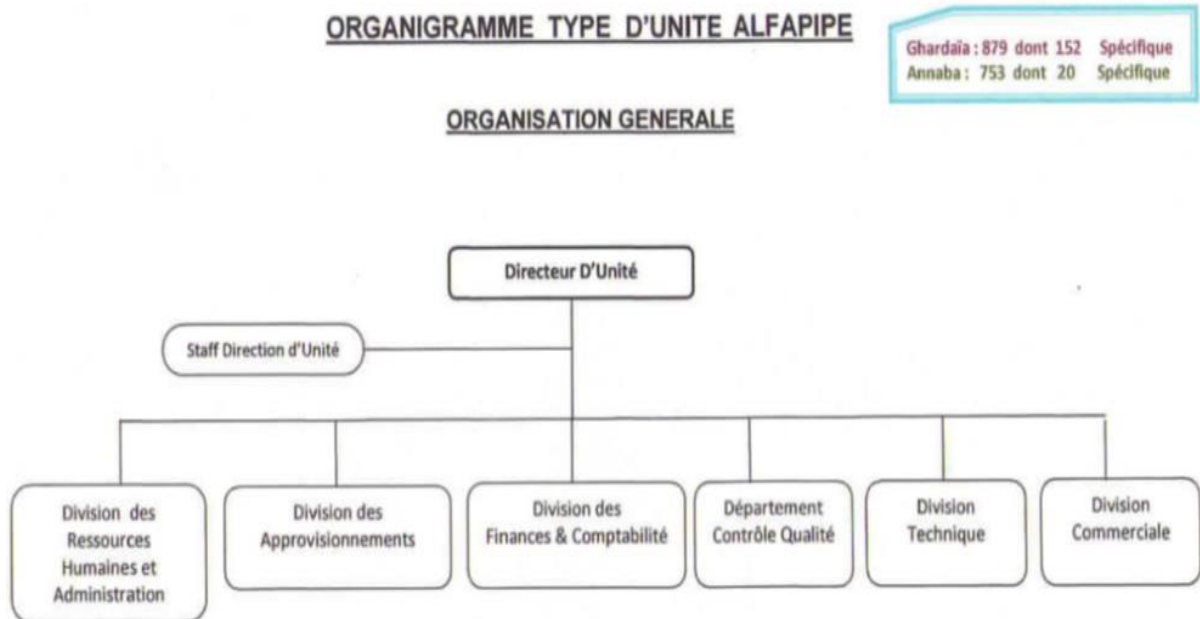 ORGANIGRAMME TYPE D'UNITE ALFAPIPE
Ghardaïa : 879 dont 152 Spécifique
Annaba : 753 dont 20 Spécifique
ORGANISATION GENERALE
Directeur D'Unité
Staff Direction d'Unité
Division des
Ressources
Humaines et
Administration
Division des
Approvisionnements
Division des
Finances & Comptabilité
Département
Contrôle Qualité
Division
Technique
Division
Commerciale